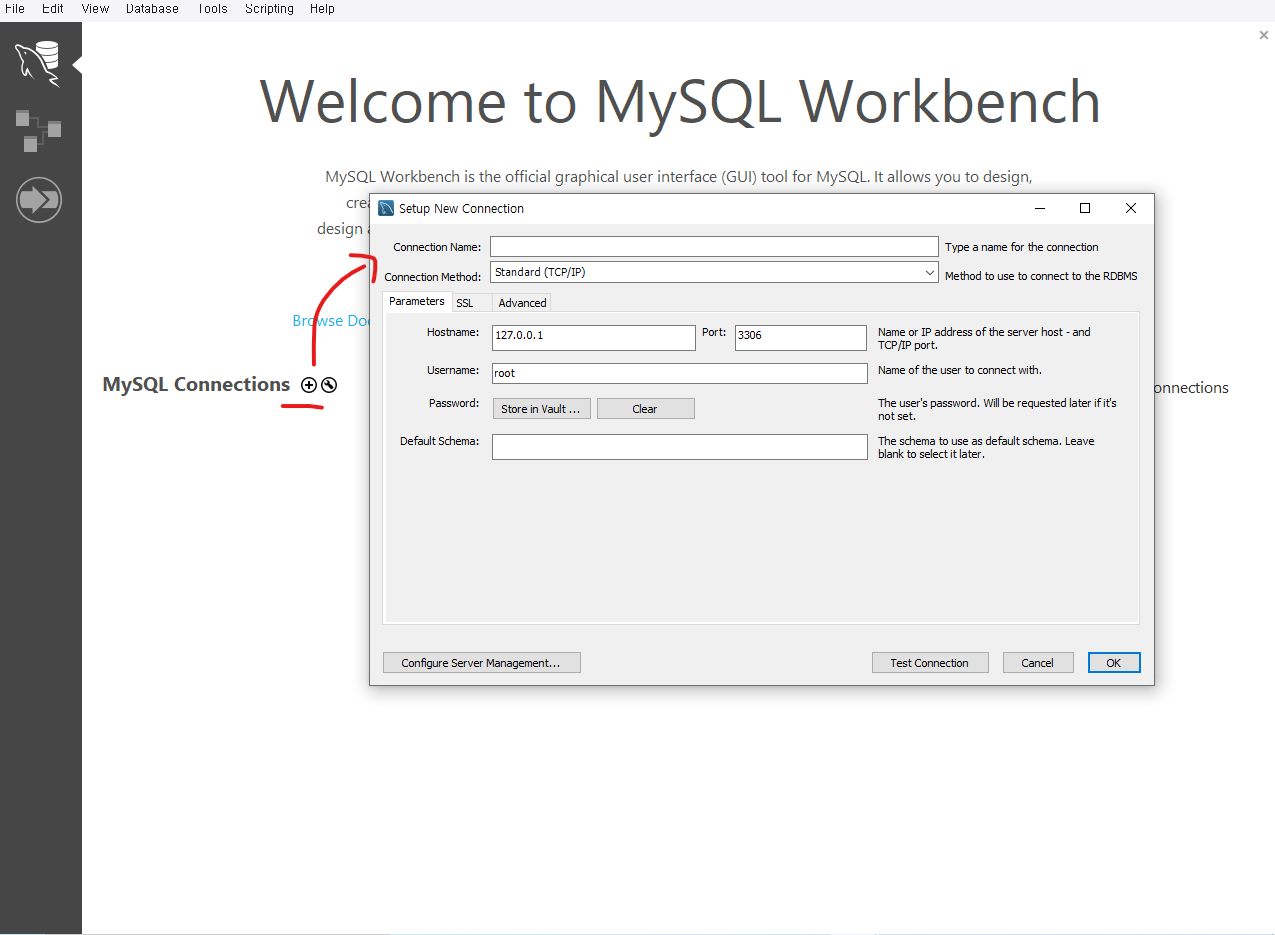 File Edit View Database Tools Scripting Help
Welcome to MySQL Workbench
MySQL Workbench is the official graphical user interface (GUI) tool for MySQL. It allows you to design,
design
Browse
Setup New Connection
Connection Name:
Type a name for the connection
Connection Method: Standard (TCP/IP)
Method to use to connect to the RDBMS
Parameters SSL Advanced
Hostname: 127.0.0.1 Port: 3306
Name or IP address of the server host - and
TCP/IP port.
Username: root
Name of the user to connect with.
Password: Store in Vault ... Clear
The user's password. Will be requested later if it's
not set.
Default Schema:
The schema to use as default schema. Leave
blank to select it later.
MySQL Connections
onnections
Configure Server Management...
Test Connection Cancel OK